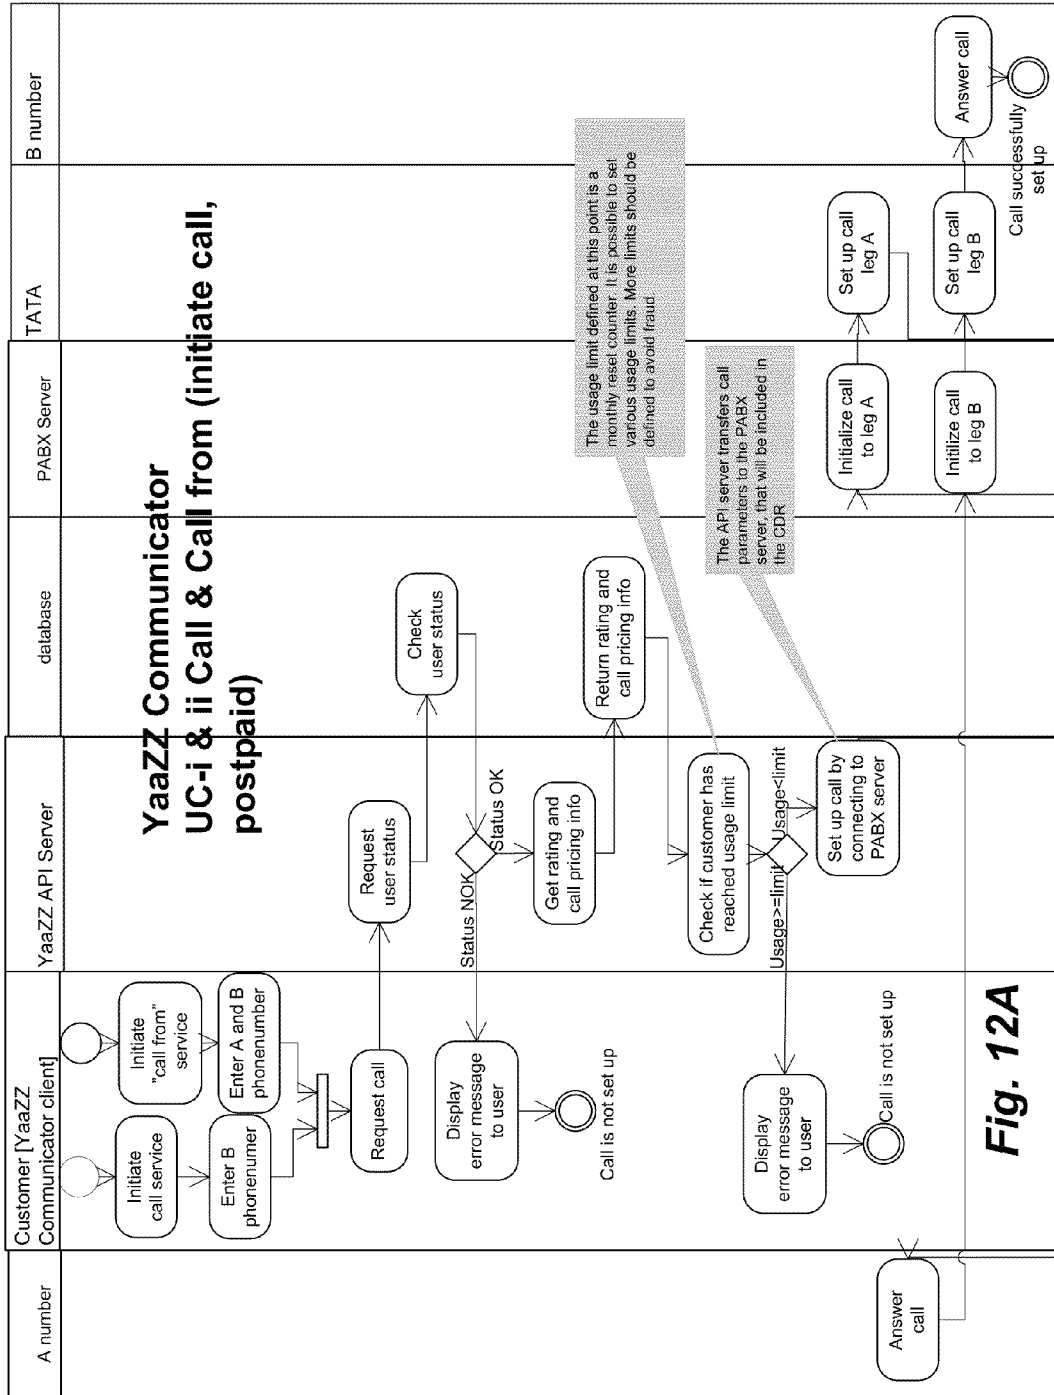 A number
Customer [YaaZZ
Communicator client]
YaaZZ API Server
database
PABX Server
TATA
B number
YaaZZ Communicator
UC-i & ii Call & Call from (initiate call,
postpaid)
Initiate
call service
Initiate
"call from"
service
Enter B
phonenumer
Enter A and B
phonenumber
Request call
Request
user status
Check
user status
Status NOK
Status OK
Display
error message
to user
Call is not set up
Get rating and
call pricing info
Return rating and
call pricing info
The usage limit defined at this point is a
monthly reset counter. It is possible to set
various usage limits. More limits should be
defined to avoid fraud.
Check if customer has
reached usage limit
Usage>=limit
Usage<limit
Display
error message
to user
Call is not set up
Set up call by
connecting to
PABX server
The API server transfers call
parameters to the PABX
server, that will be included in
the CDR
Initialize call
to leg A
Set up call
leg A
Answer
call
Initilize call
to leg B
Set up call
leg B
Answer call
Call successfully
set up
Fig. 12A